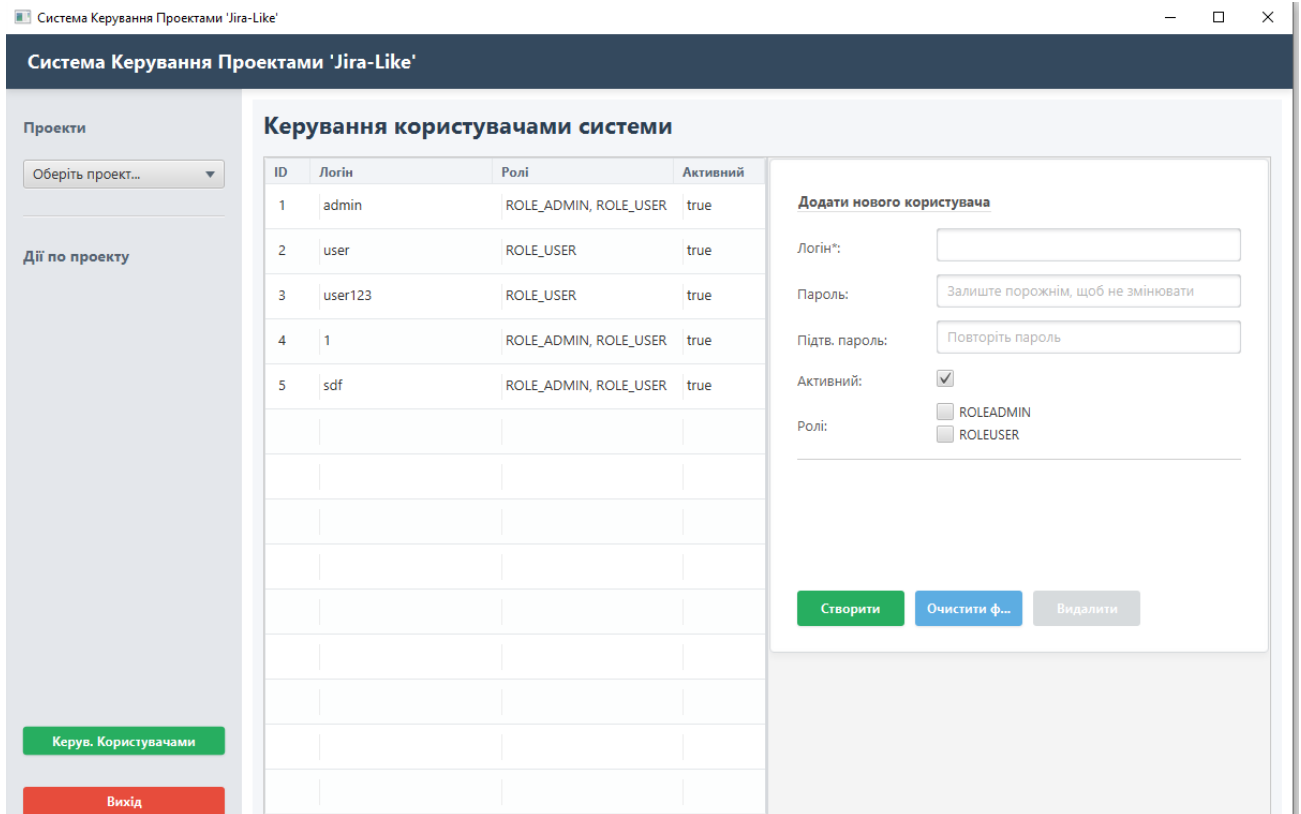 Система Керування Проектами 'Jira-Like'
Система Керування Проектами 'Jira-Like'
Проекти
Оберіть проект...
Дії по проекту
Керув. Користувачами
Вихід
Керування користувачами системи
ID Логін Ролі Активний
1 admin ROLE_ADMIN, ROLE_USER true
2 user ROLE_USER true
3 user123 ROLE_USER true
4 1 ROLE_ADMIN, ROLE_USER true
5 sdf ROLE_ADMIN, ROLE_USER true
Додати нового користувача
Логін*:
Пароль: Залиште порожнім, щоб не змінювати
Підтв. пароль: Повторіть пароль
Активний:
Ролі:
ROLEADMIN
ROLEUSER
Створити Очистити ф... Видалити